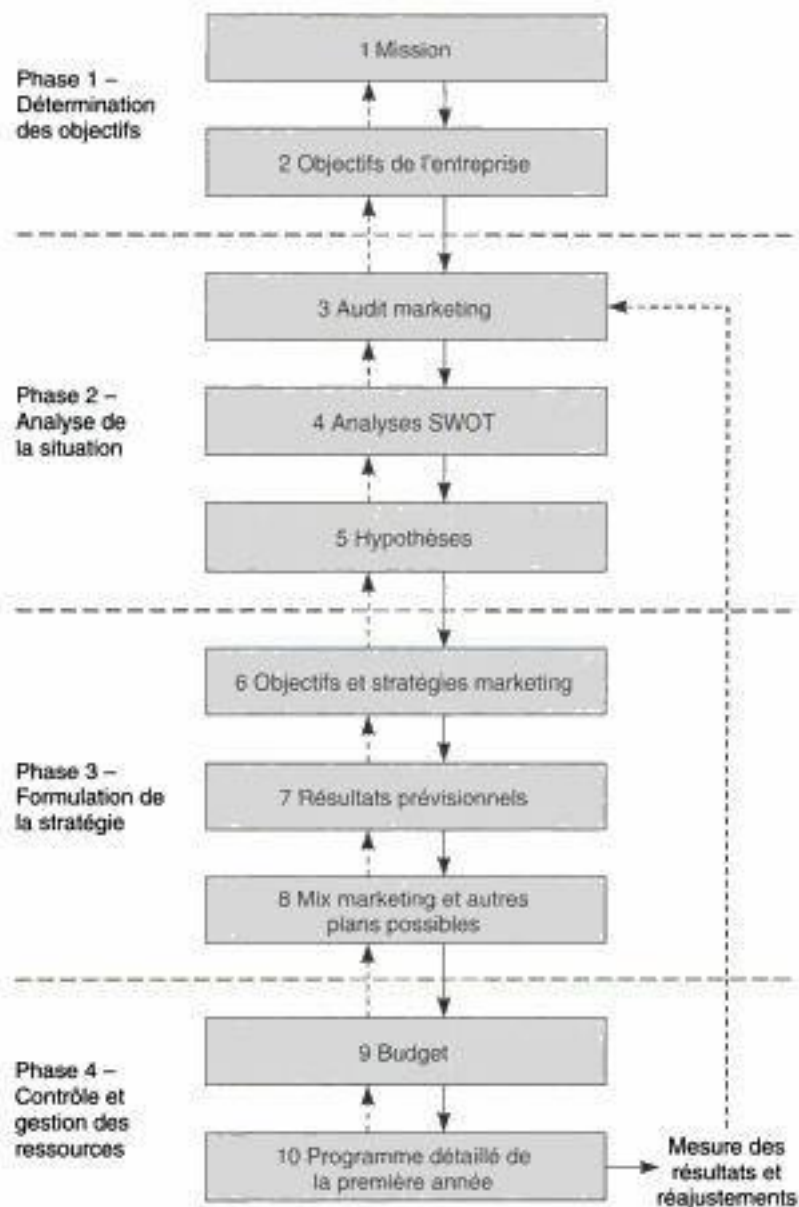 1 Mission
Phase 1 –
Détermination
des objectifs
2 Objectifs de l'entreprise
3 Audit marketing
Phase 2 –
Analyse de
la situation
4 Analyses SWOT
5 Hypothèses
6 Objectifs et stratégies marketing
Phase 3 –
Formulation de
la stratégie
7 Résultats prévisionnels
8 Mix marketing et autres
plans possibles
9 Budget
Phase 4 –
Contrôle et
gestion des
ressources
10 Programme détaillé de
la première année
Mesure des
résultats et
réajustements